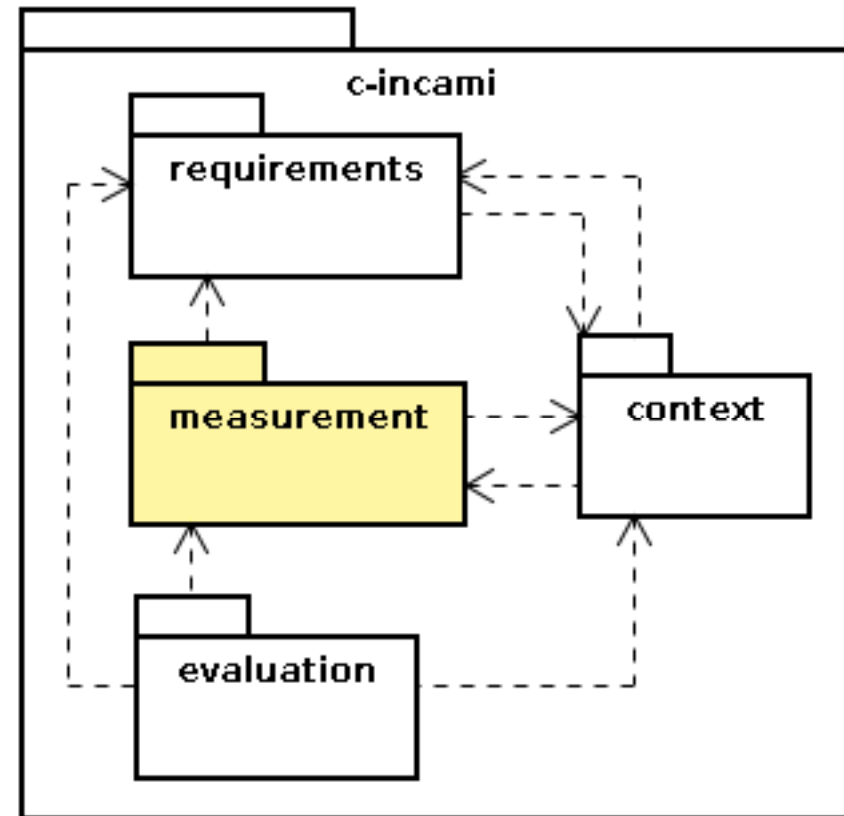 c-incami
requirements
measurement
context
evaluation